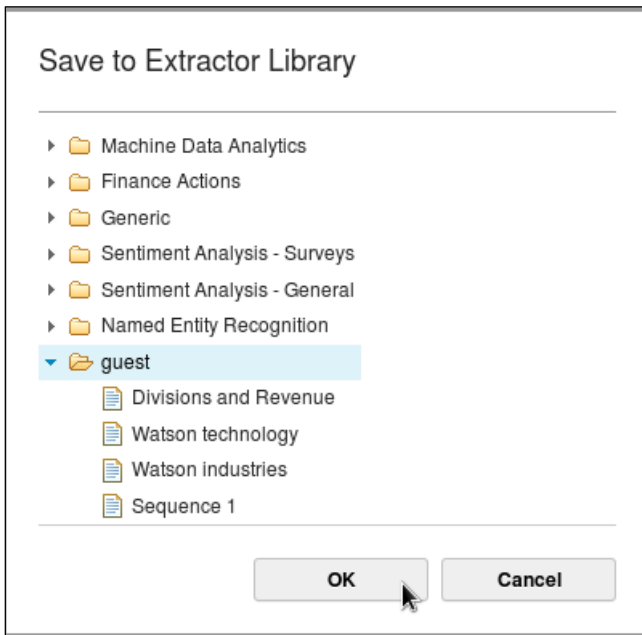 Save to Extractor Library
Machine Data Analytics
Finance Actions
Generic
Sentiment Analysis - Surveys
Sentiment Analysis - General
Named Entity Recognition
guest
Divisions and Revenue
Watson technology
Watson industries
Sequence 1
OK
Cancel